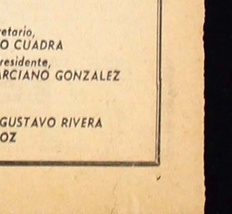 retario,
O CUADRA
residente,
ARCIANO GONZALEZ
GUSTAVO RIVERA
OZ